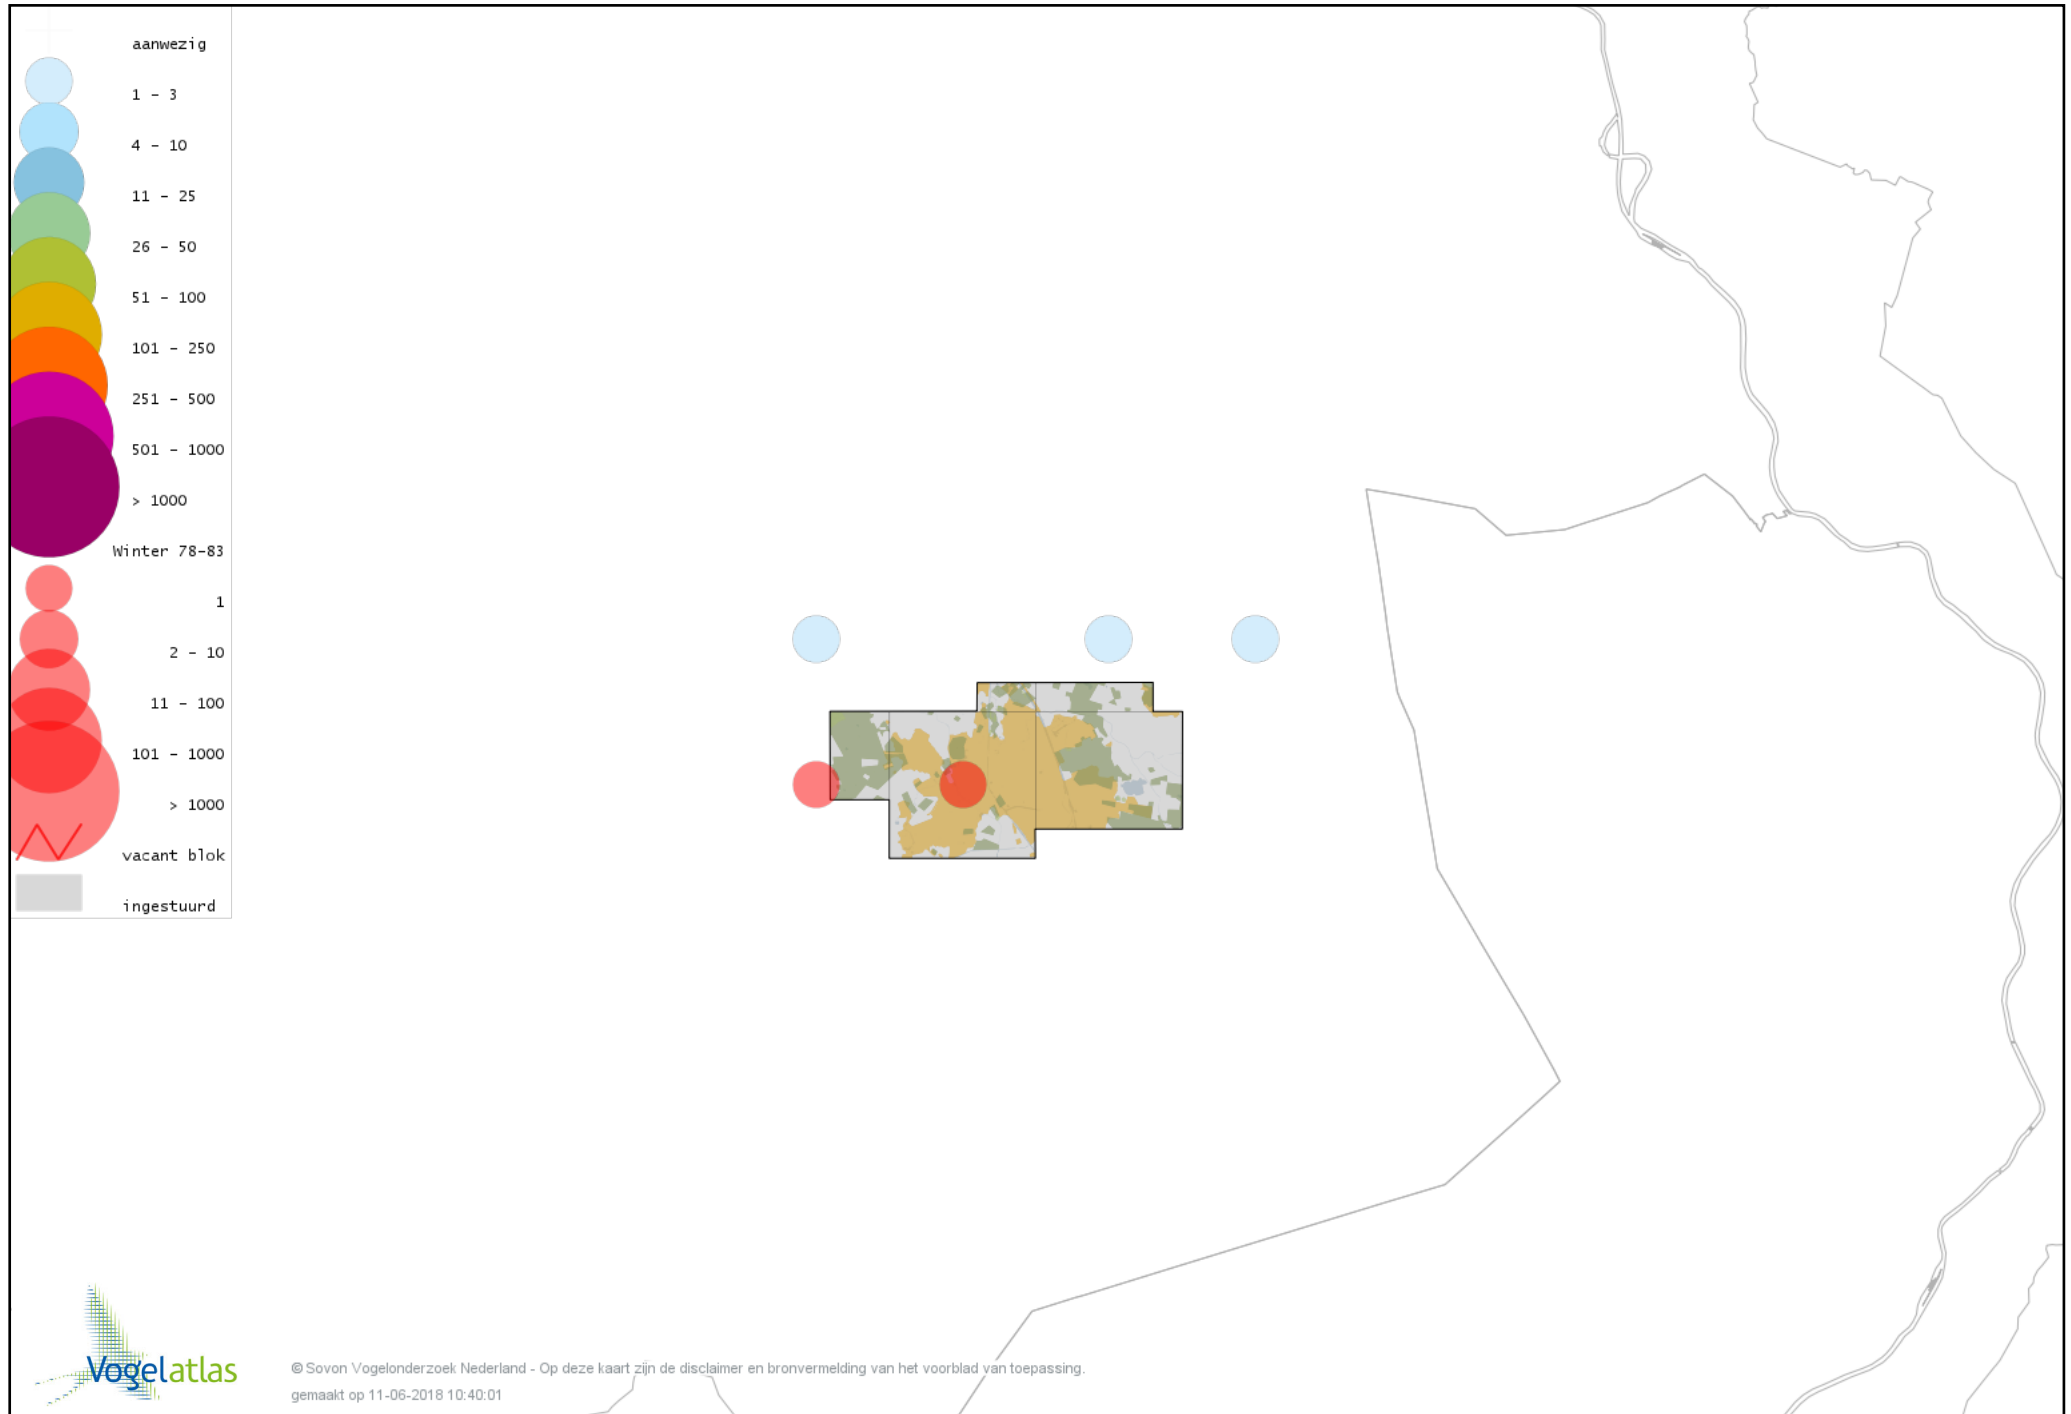 aanwezig
1 - 3
4 - 10
11 - 25
26 - 50
51 - 100
101 - 250
251 - 500
501 - 1000
> 1000
Winter 78-83
1
2 - 10
11 - 100
101 - 1000
> 1000
vacant blok
ingestuurd
Vogelatlas
© Sovon Vogelonderzoek Nederland - Op deze kaart zijn de disclaimer en bronvermelding van het voorblad van toepassing.
gemaakt op 11-06-2018 10:40:01